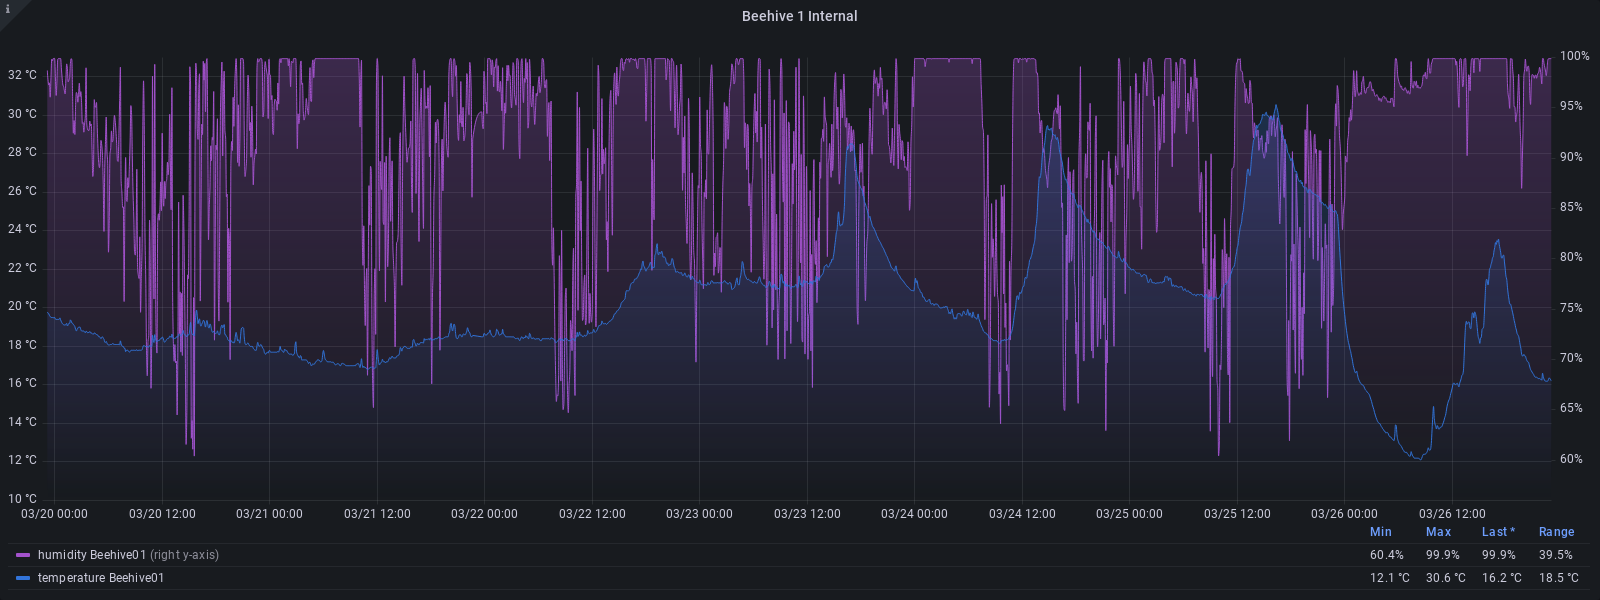 i
Beehive 1 Internal
32 °C
30 °C
28 °C
26 °C
24 °C
22 °C
20 °C
18 °C
16 °C
14 °C
12 °C
10 °C
100%
95%
90%
85%
80%
75%
70%
65%
60%
03/20 00:00 03/20 12:00 03/21 00:00 03/21 12:00 03/22 00:00 03/22 12:00 03/23 00:00 03/23 12:00 03/24 00:00 03/24 12:00 03/25 00:00 03/25 12:00 03/26 00:00 03/26 12:00
Min Max Last * Range
humidity Beehive01 (right y-axis) 60.4% 99.9% 99.9% 39.5%
temperature Beehive01 12.1 °C 30.6 °C 16.2 °C 18.5 °C